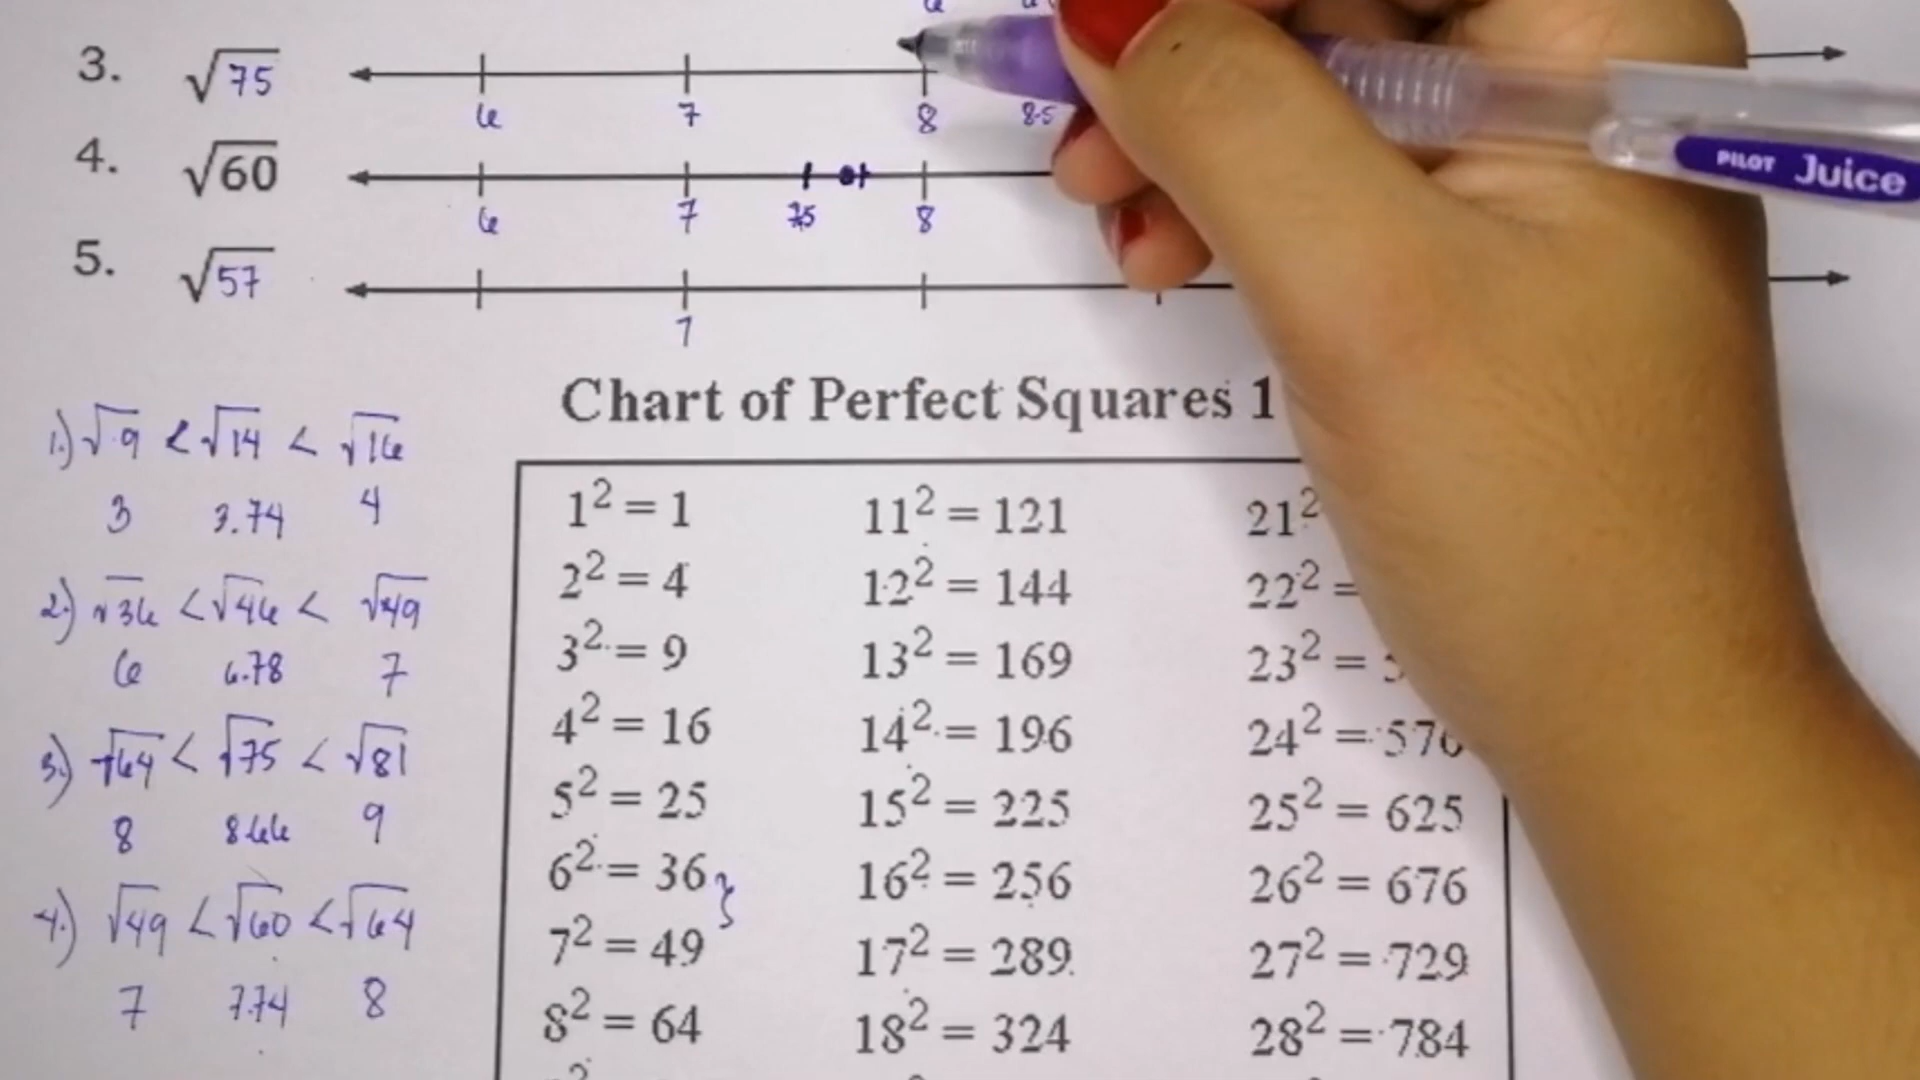 3. √75
6 7 8 8.5
4. √60
6 7 7.5 8
5. √57
7
PILOT Juice
Chart of Perfect Squares 1
1.) √9 < √14 < √16
3 3.74 4
2.) √36 < √46 < √49
6 6.78 7
3.) √64 < √75 < √81
8 8.66 9
4.) √49 < √60 < √64
7 7.74 8
1² = 1 11² = 121 21²
2² = 4 12² = 144 22² =
3² = 9 13² = 169 23² =
4² = 16 14² = 196 24² = 576
5² = 25 15² = 225 25² = 625
6² = 36 16² = 256 26² = 676
7² = 49 17² = 289 27² = 729
8² = 64 18² = 324 28² = 784